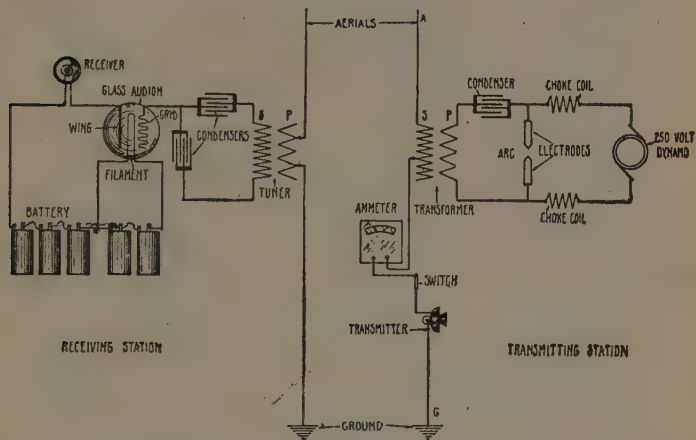 AERIALS
A
RECEIVER
GLASS AUDION
GRID
WING
FILAMENT
BATTERY
CONDENSERS
S
P
TUNER
S
P
TRANSFORMER
CONDENSER
CHOKE COIL
ARC
ELECTRODES
250 VOLT
DYNAMO
CHOKE COIL
AMMETER
SWITCH
TRANSMITTER
RECEIVING STATION
TRANSMITTING STATION
G
GROUND